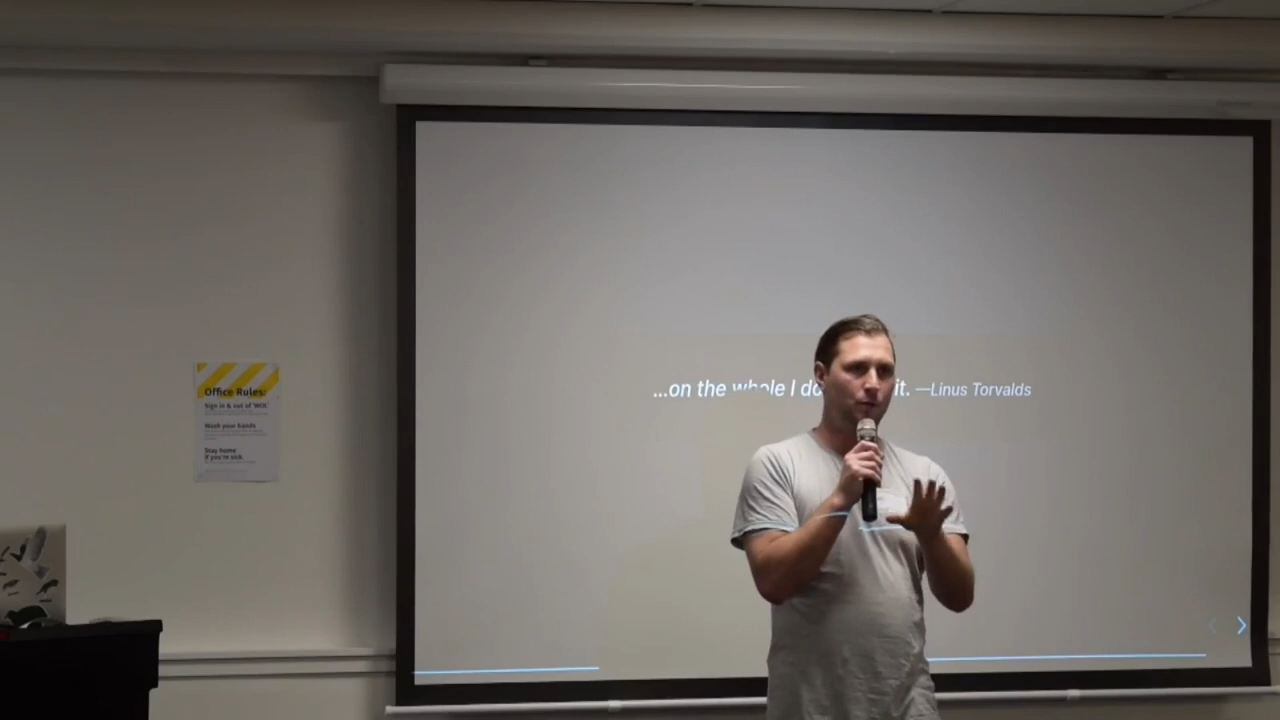 ...on the whole I do it. —Linus Torvalds
Office Rules:
Sign in & out of 'WOL'
Wash your hands
Stay home
if you're sick.